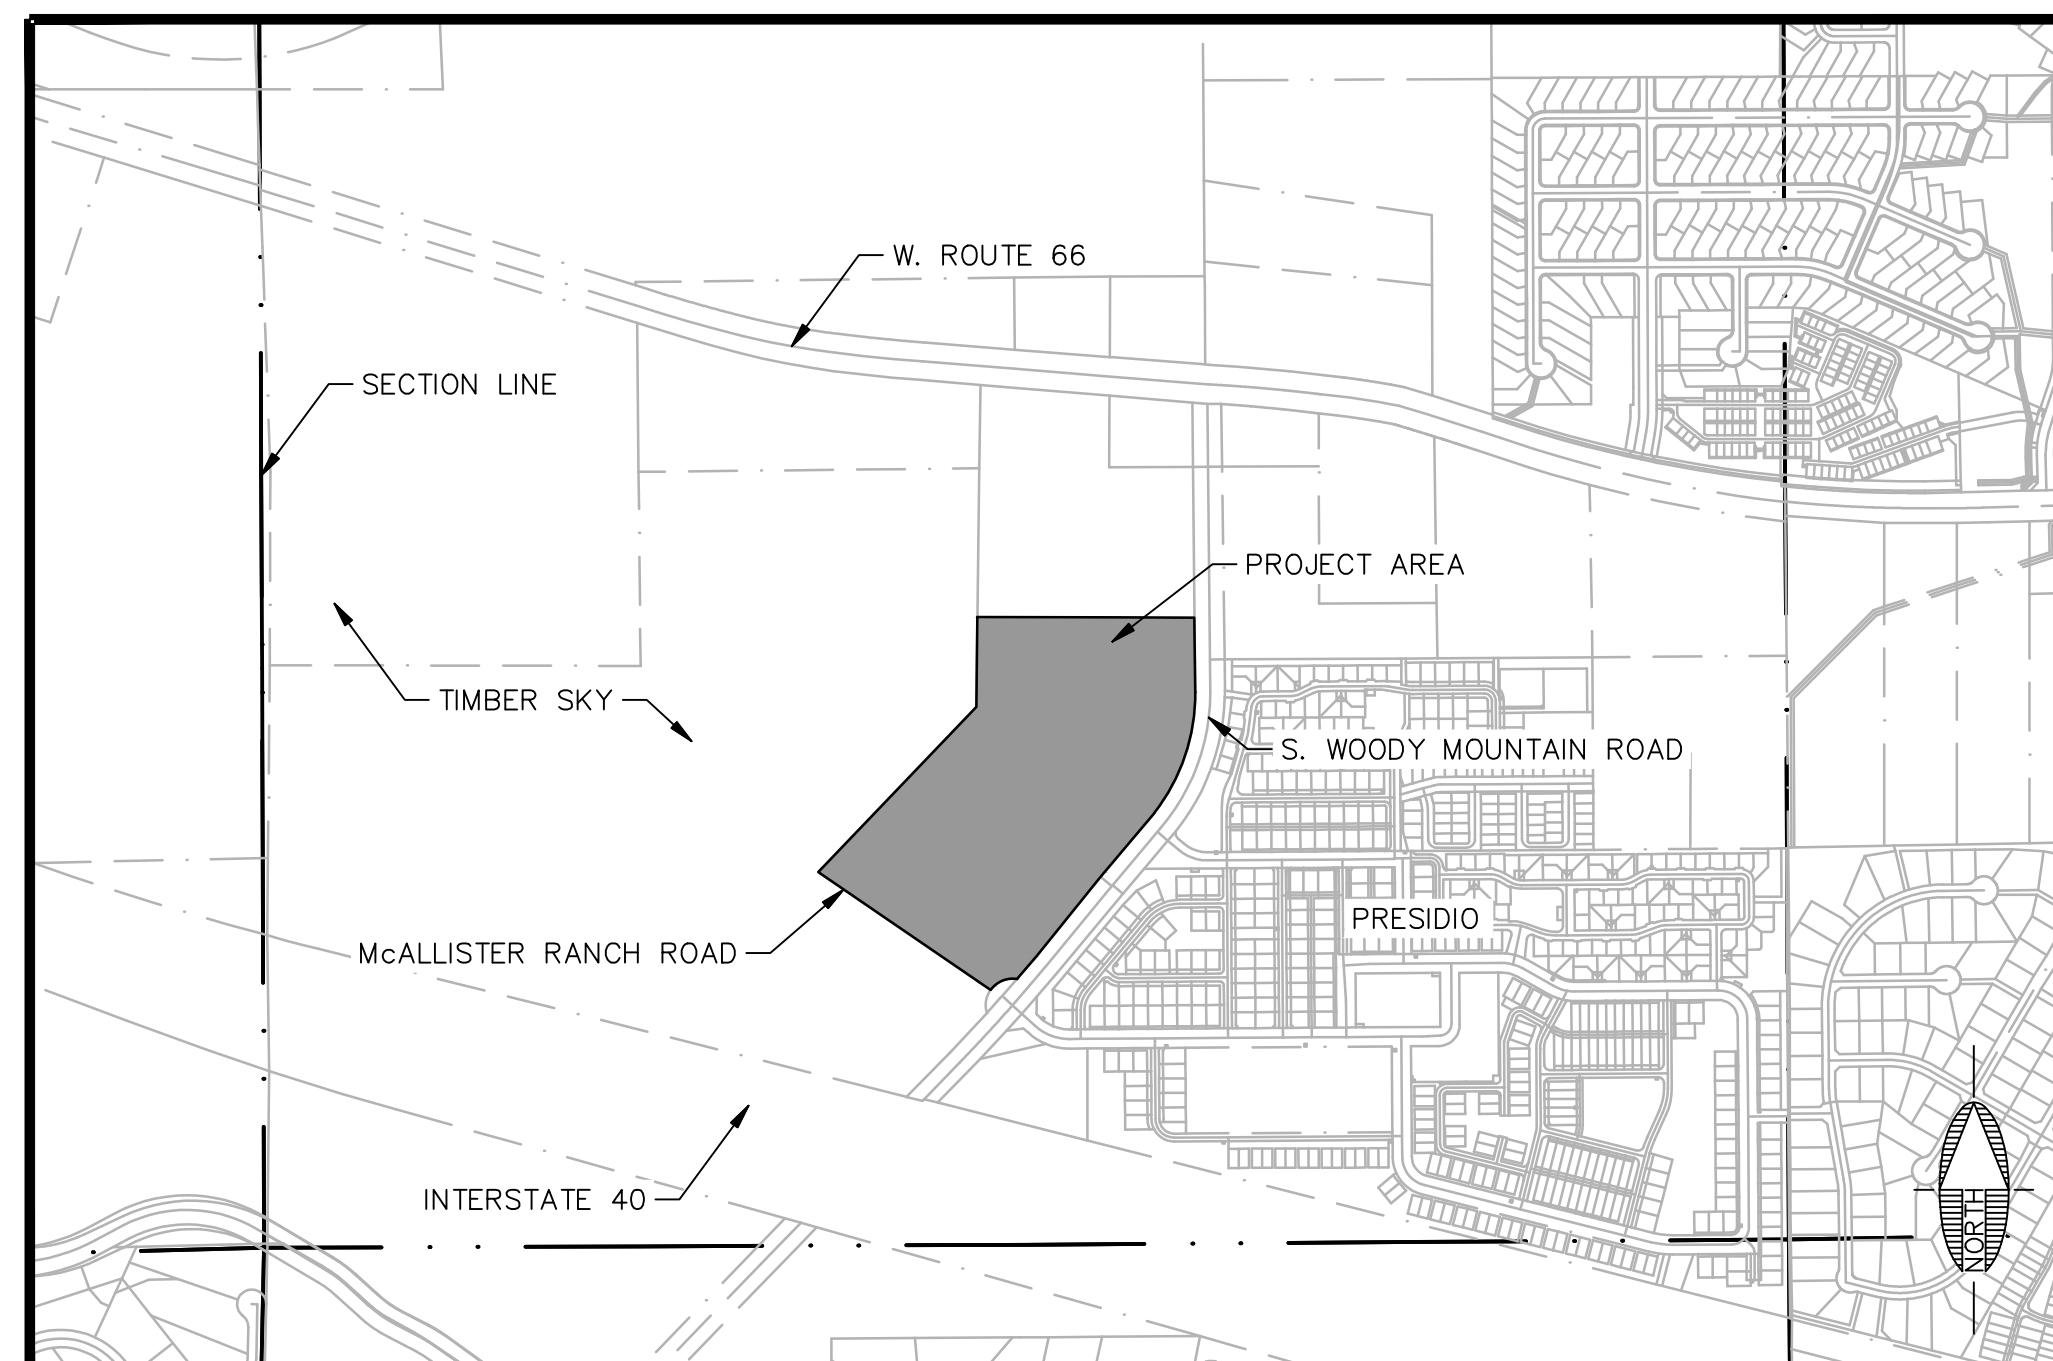 W. ROUTE 66
SECTION LINE
PROJECT AREA
TIMBER SKY
S. WOODY MOUNTAIN ROAD
PRESIDIO
McALLISTER RANCH ROAD
INTERSTATE 40
NORTH